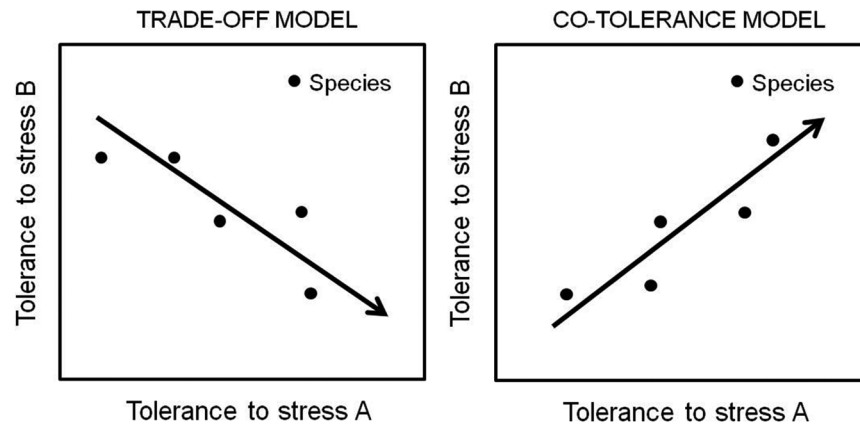 TRADE-OFF MODEL
Species
Tolerance to stress B
Tolerance to stress A
CO-TOLERANCE MODEL
Species
Tolerance to stress B
Tolerance to stress A